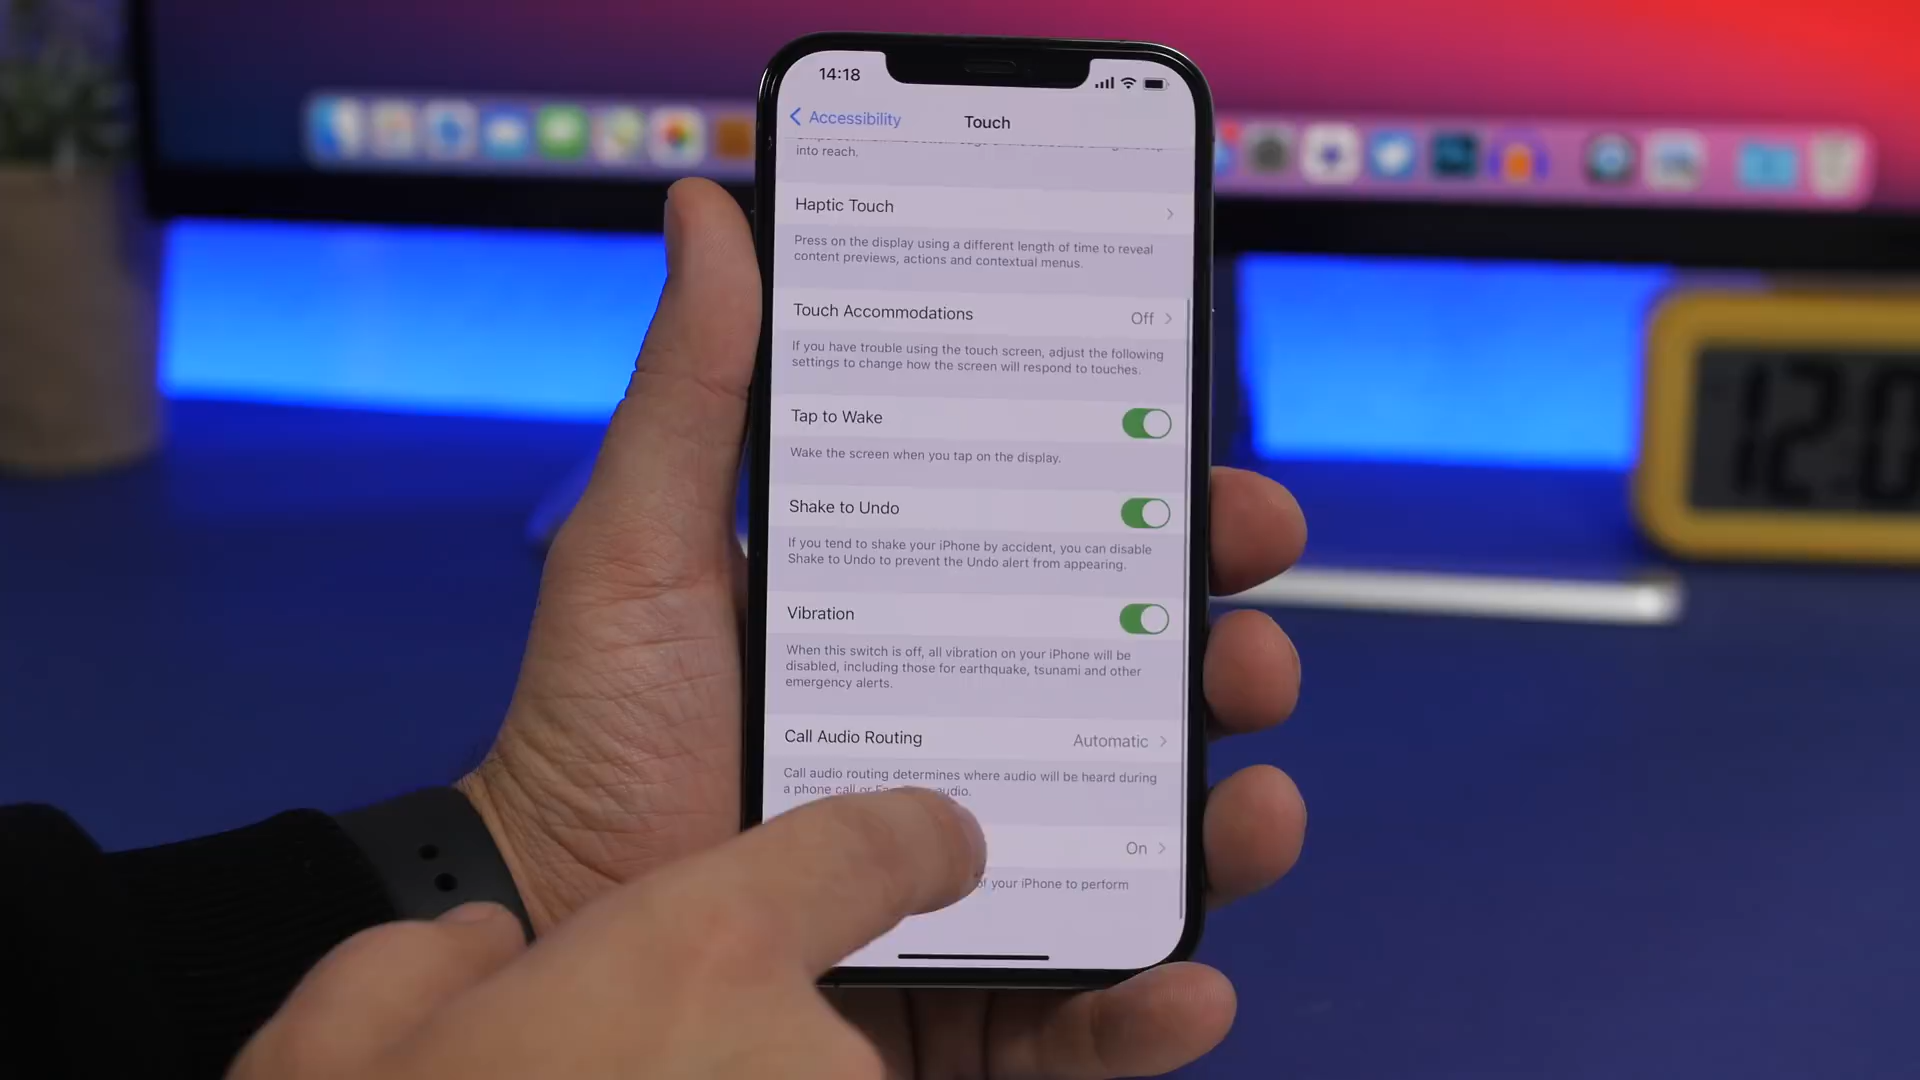 14:18
Accessibility
Touch
into reach.
Haptic Touch
Press on the display using a different length of time to reveal
content previews, actions and contextual menus.
Touch Accommodations Off
If you have trouble using the touch screen, adjust the following
settings to change how the screen will respond to touches.
Tap to Wake
Wake the screen when you tap on the display.
Shake to Undo
If you tend to shake your iPhone by accident, you can disable
Shake to Undo to prevent the Undo alert from appearing.
Vibration
When this switch is off, all vibration on your iPhone will be
disabled, including those for earthquake, tsunami and other
emergency alerts.
Call Audio Routing Automatic
Call audio routing determines where audio will be heard during
a phone call or audio.
On
of your iPhone to perform
12:0